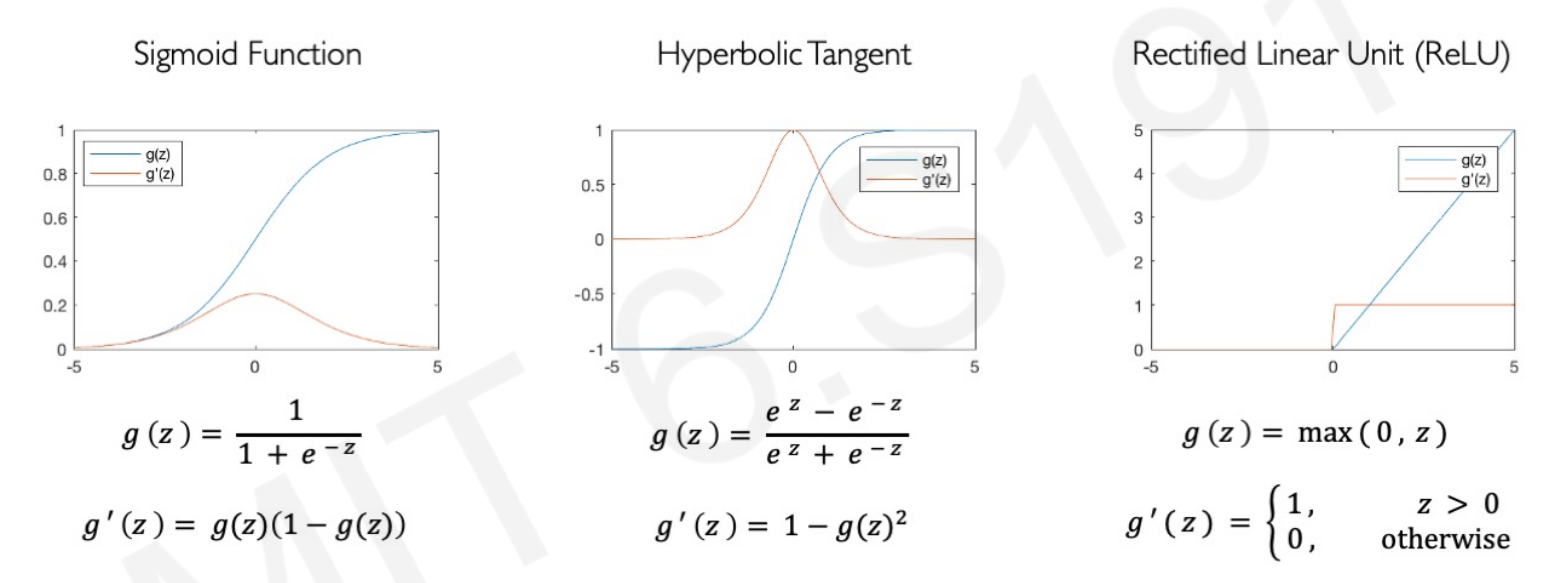 Sigmoid Function
1
0.8
0.6
0.4
0.2
0
-5
0
5
g(z)
g'(z)
g (z) = 1 / (1 + e^−z)
g′(z) = g(z)(1 − g(z))
Hyperbolic Tangent
1
0.5
0
-0.5
-1
-5
0
5
g(z)
g'(z)
g (z) = (e^z − e^−z) / (e^z + e^−z)
g′(z) = 1 − g(z)²
Rectified Linear Unit (ReLU)
5
4
3
2
1
0
-5
0
5
g(z)
g'(z)
g (z) = max(0, z)
g′(z) = { 1, z > 0
0, otherwise
MIT 6.S191